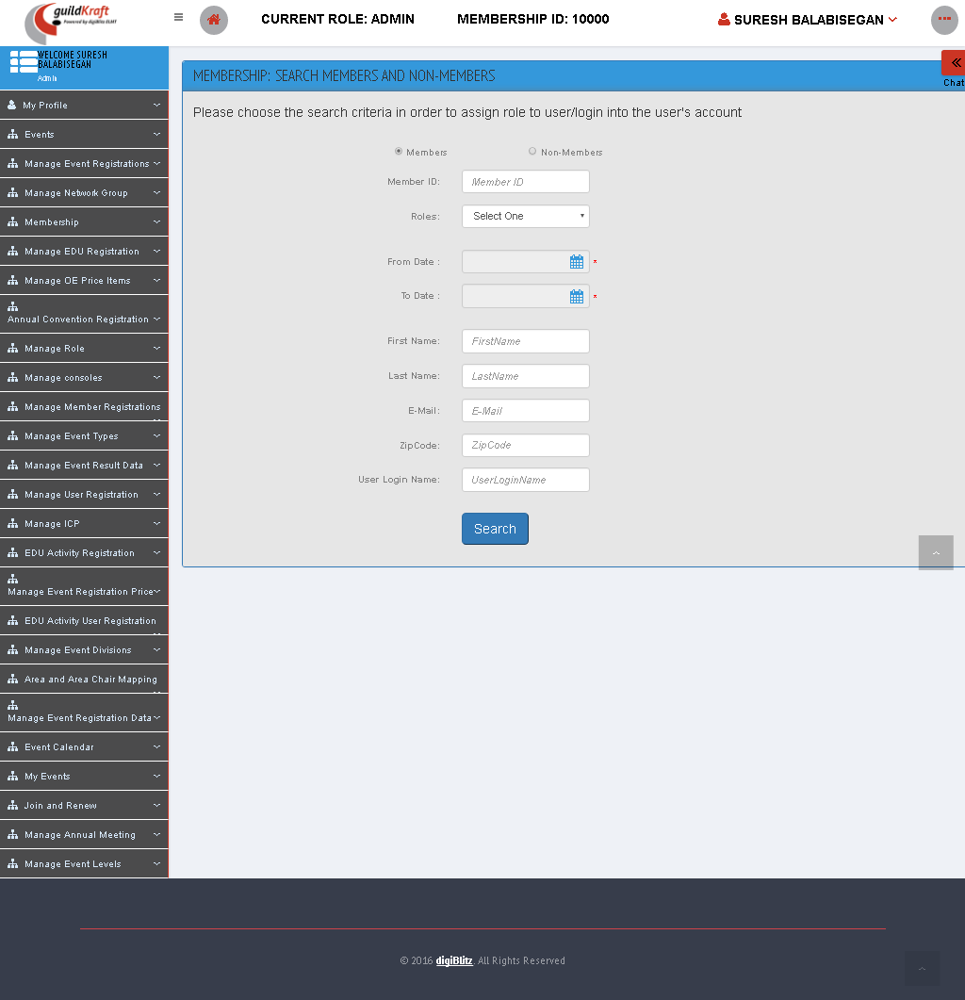 guildKraft
Powered by digiBlitz ELMT
CURRENT ROLE: ADMIN
MEMBERSHIP ID: 10000
SURESH BALABISEGAN
WELCOME SURESH
BALABISEGAN
Admin
Chat
My Profile
Events
Manage Event Registrations
Manage Network Group
Membership
Manage EDU Registration
Manage OE Price Items
Annual Convention Registration
Manage Role
Manage consoles
Manage Member Registrations
Manage Event Types
Manage Event Result Data
Manage User Registration
Manage ICP
EDU Activity Registration
Manage Event Registration Price
EDU Activity User Registration
Manage Event Divisions
Area and Area Chair Mapping
Manage Event Registration Data
Event Calendar
My Events
Join and Renew
Manage Annual Meeting
Manage Event Levels
MEMBERSHIP: SEARCH MEMBERS AND NON-MEMBERS
Please choose the search criteria in order to assign role to user/login into the user's account
Members Non-Members
Member ID: Member ID
Roles: Select One
From Date : *
To Date : *
First Name: FirstName
Last Name: LastName
E-Mail: E-Mail
ZipCode: ZipCode
User Login Name: UserLoginName
Search
© 2016 digiBlitz. All Rights Reserved